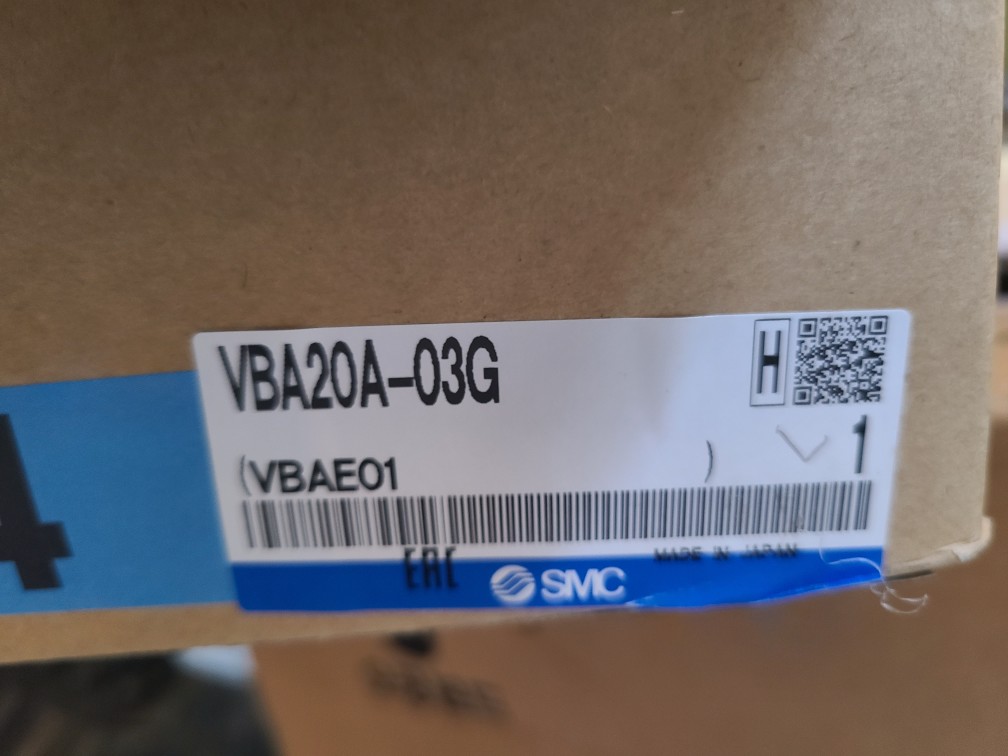 VBA20A-03G
H
(VBAE01 )
1
4
EAC
MADE IN JAPAN
SMC